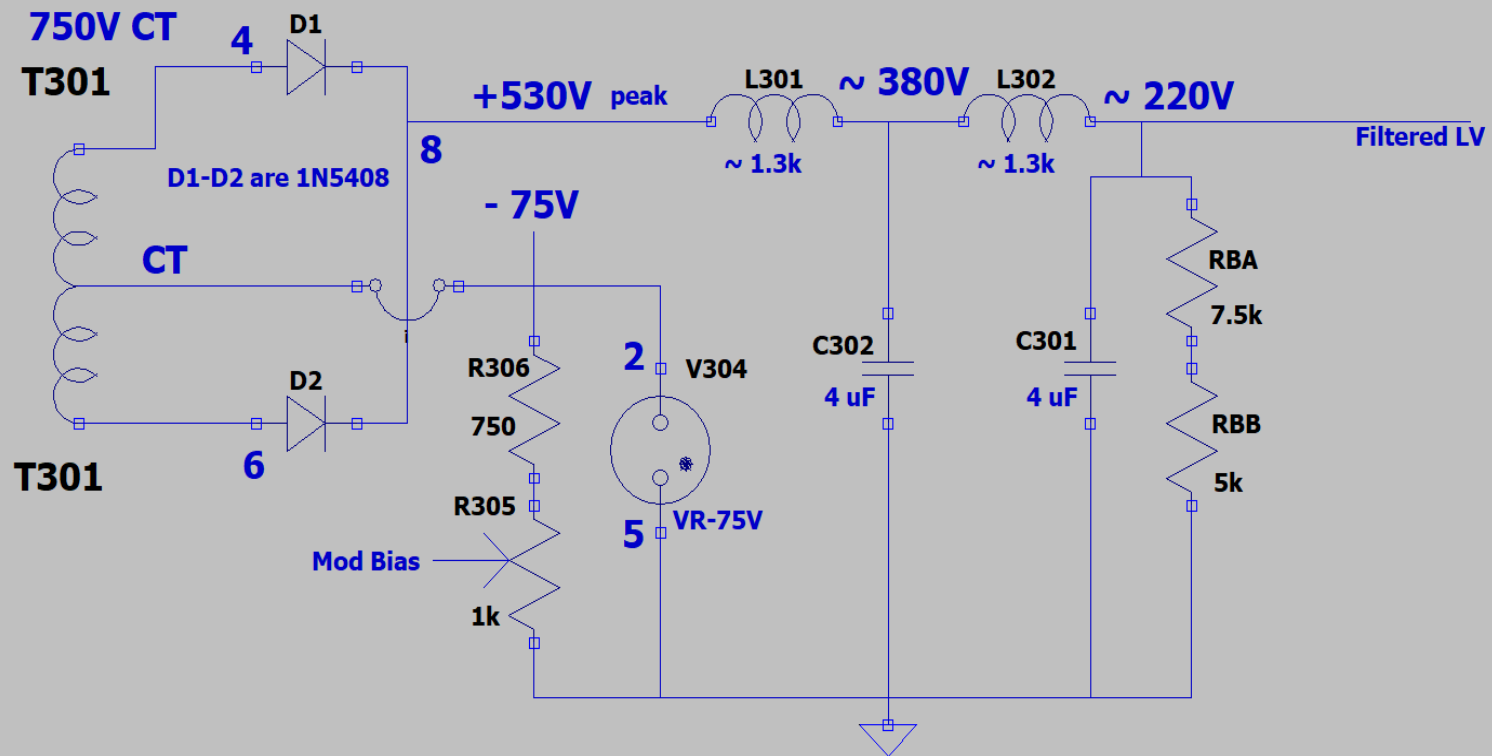 750V CT
T301
4
D1
+530V peak
L301
~ 380V
L302
~ 220V
Filtered LV
8
~ 1.3k
~ 1.3k
D1-D2 are 1N5408
- 75V
CT
i
R306
750
2
V304
C302
4 uF
C301
4 uF
RBA
7.5k
RBB
5k
D2
6
T301
R305
Mod Bias
1k
5
VR-75V